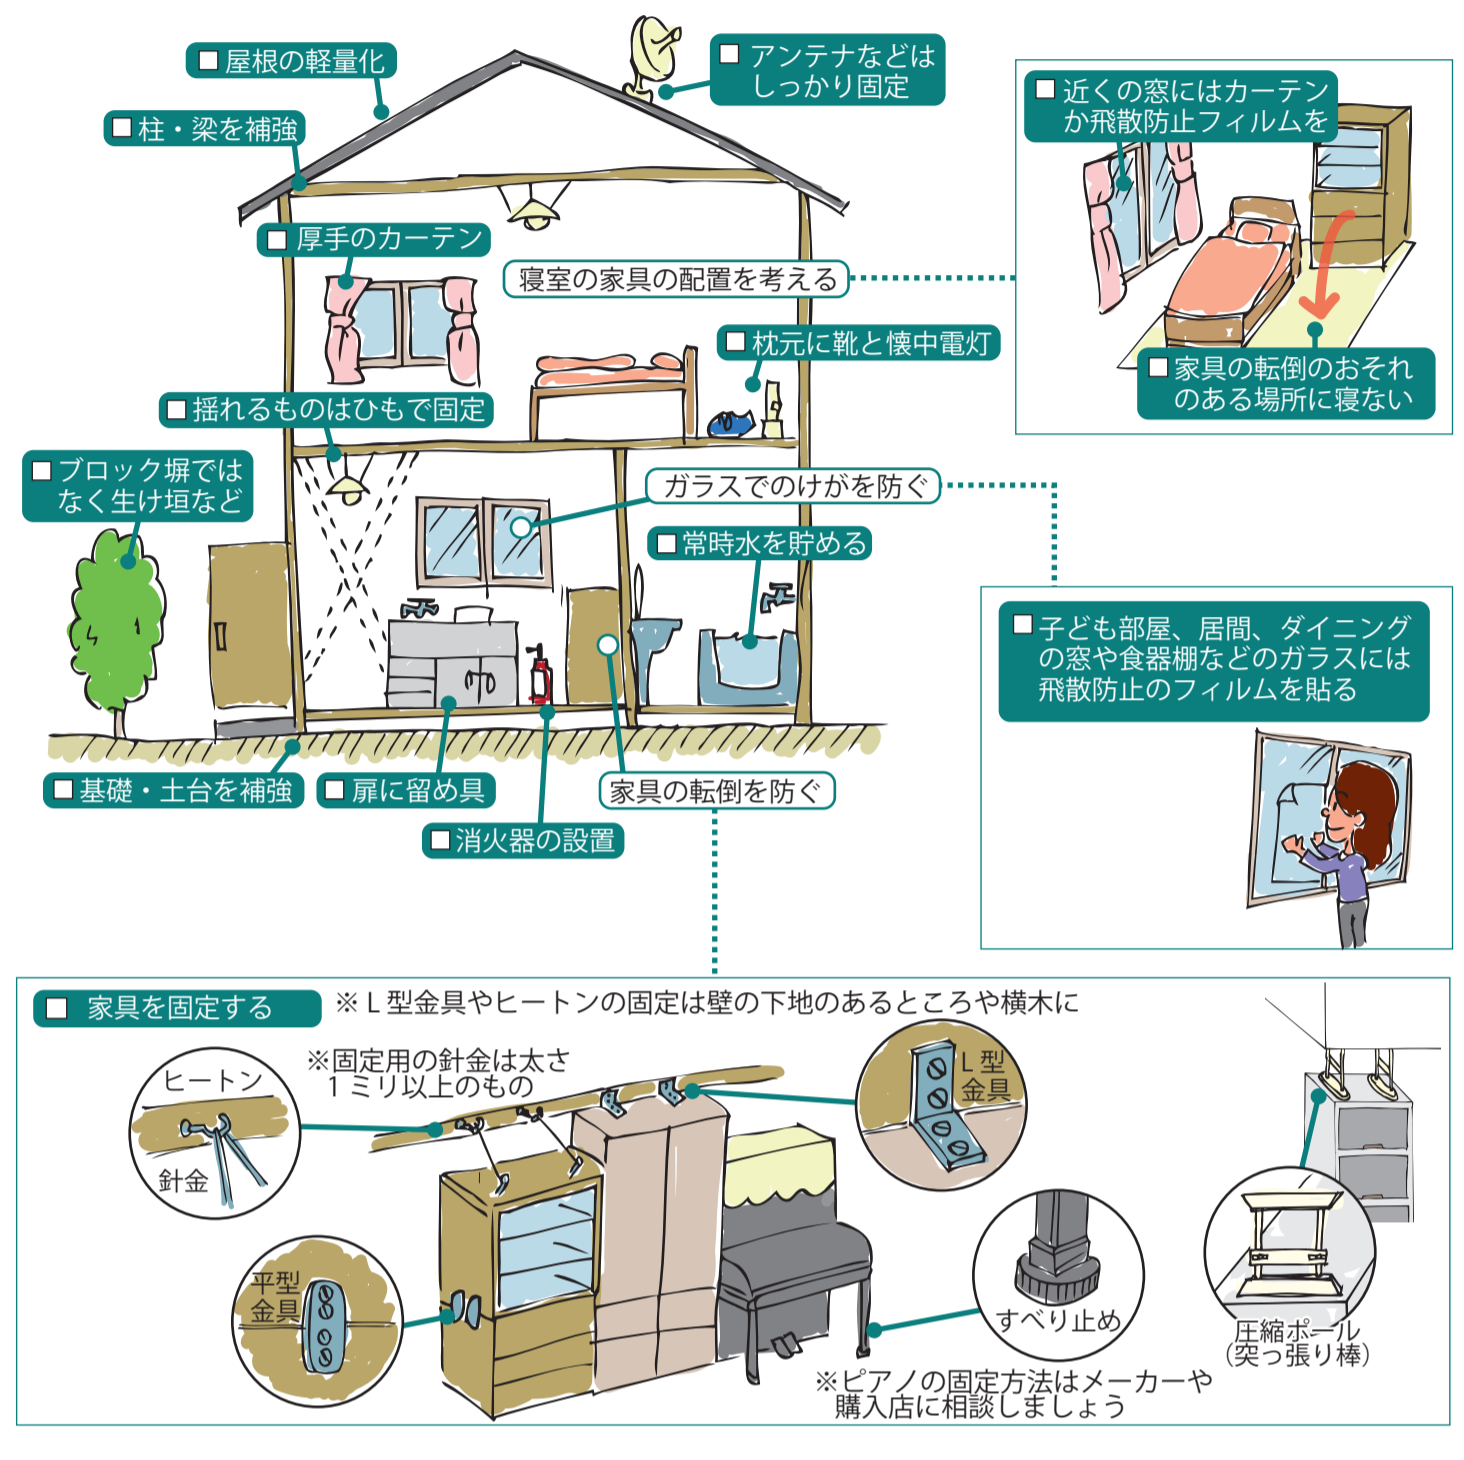 □ 屋根の軽量化
□ アンテナなどは
しっかり固定
□ 柱・梁を補強
□ 厚手のカーテン
寝室の家具の配置を考える
□ 枕元に靴と懐中電灯
□ 揺れるものはひもで固定
□ ブロック塀では
なく生け垣など
ガラスでのけがを防ぐ
□ 常時水を貯める
□ 基礎・土台を補強
□ 扉に留め具
家具の転倒を防ぐ
□ 消火器の設置
□ 近くの窓にはカーテン
か飛散防止フィルムを
□ 家具の転倒のおそれ
のある場所に寝ない
□ 子ども部屋、居間、ダイニング
の窓や食器棚などのガラスには
飛散防止のフィルムを貼る
□ 家具を固定する
※L型金具やヒートンの固定は壁の下地のあるところや横木に
※固定用の針金は太さ
1ミリ以上のもの
ヒートン
針金
L型
金具
平型
金具
すべり止め
※ピアノの固定方法はメーカーや
購入店に相談しましょう
圧縮ポール
（突っ張り棒）